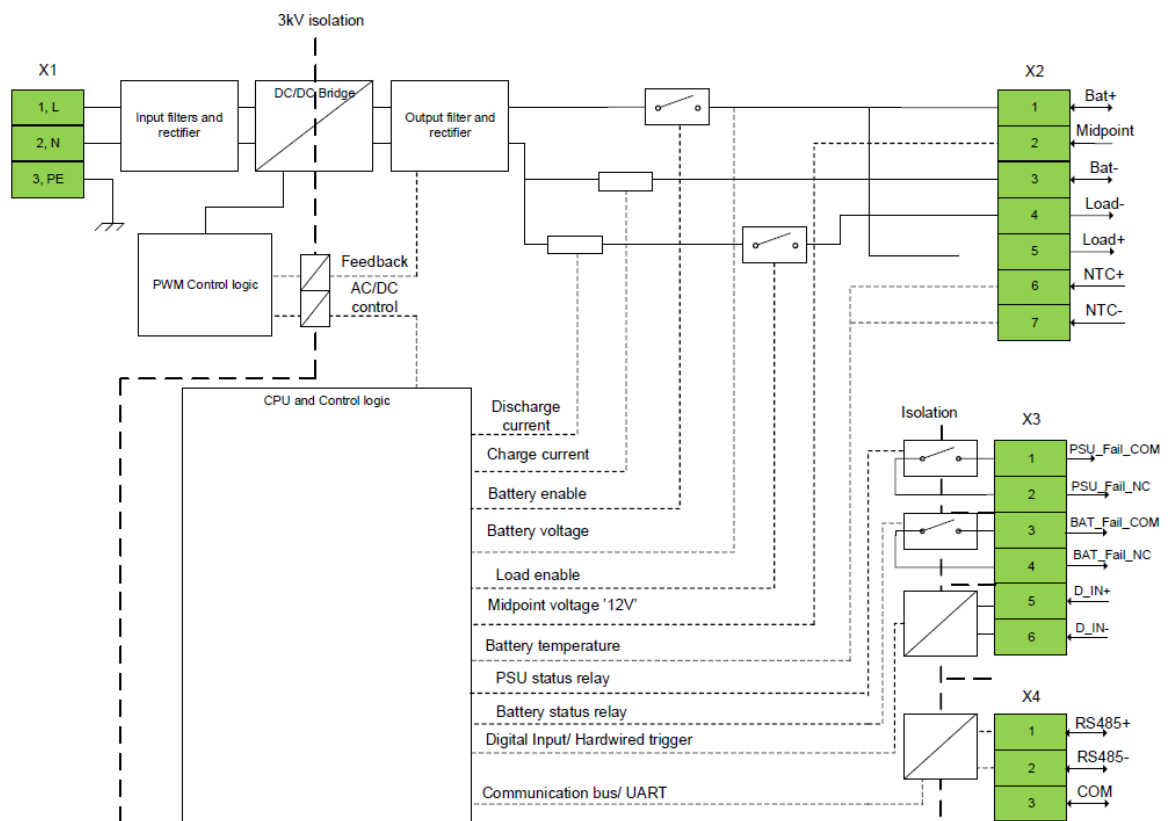 3kV isolation
X1
1, L
2, N
3, PE
Input filters and
rectifier
DC/DC Bridge
Output filter and
rectifier
PWM Control logic
Feedback
AC/DC
control
X2
1
Bat+
2
Midpoint
3
Bat-
4
Load-
5
Load+
6
NTC+
7
NTC-
CPU and Control logic
Discharge
current
Charge current
Battery enable
Battery voltage
Load enable
Midpoint voltage '12V'
Battery temperature
PSU status relay
Battery status relay
Digital Input/ Hardwired trigger
Communication bus/ UART
Isolation
X3
1
PSU_Fail_COM
2
PSU_Fail_NC
3
BAT_Fail_COM
4
BAT_Fail_NC
5
D_IN+
6
D_IN-
X4
1
RS485+
2
RS485-
3
COM